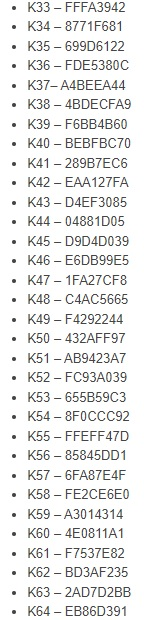 K33 – FFFA3942
K34 – 8771F681
K35 – 699D6122
K36 – FDE5380C
K37– A4BEEA44
K38 – 4BDECFA9
K39 – F6BB4B60
K40 – BEBFBC70
K41 – 289B7EC6
K42 – EAA127FA
K43 – D4EF3085
K44 – 04881D05
K45 – D9D4D039
K46 – E6DB99E5
K47 – 1FA27CF8
K48 – C4AC5665
K49 – F4292244
K50 – 432AFF97
K51 – AB9423A7
K52 – FC93A039
K53 – 655B59C3
K54 – 8F0CCC92
K55 – FFEFF47D
K56 – 85845DD1
K57 – 6FA87E4F
K58 – FE2CE6E0
K59 – A3014314
K60 – 4E0811A1
K61 – F7537E82
K62 – BD3AF235
K63 – 2AD7D2BB
K64 – EB86D391